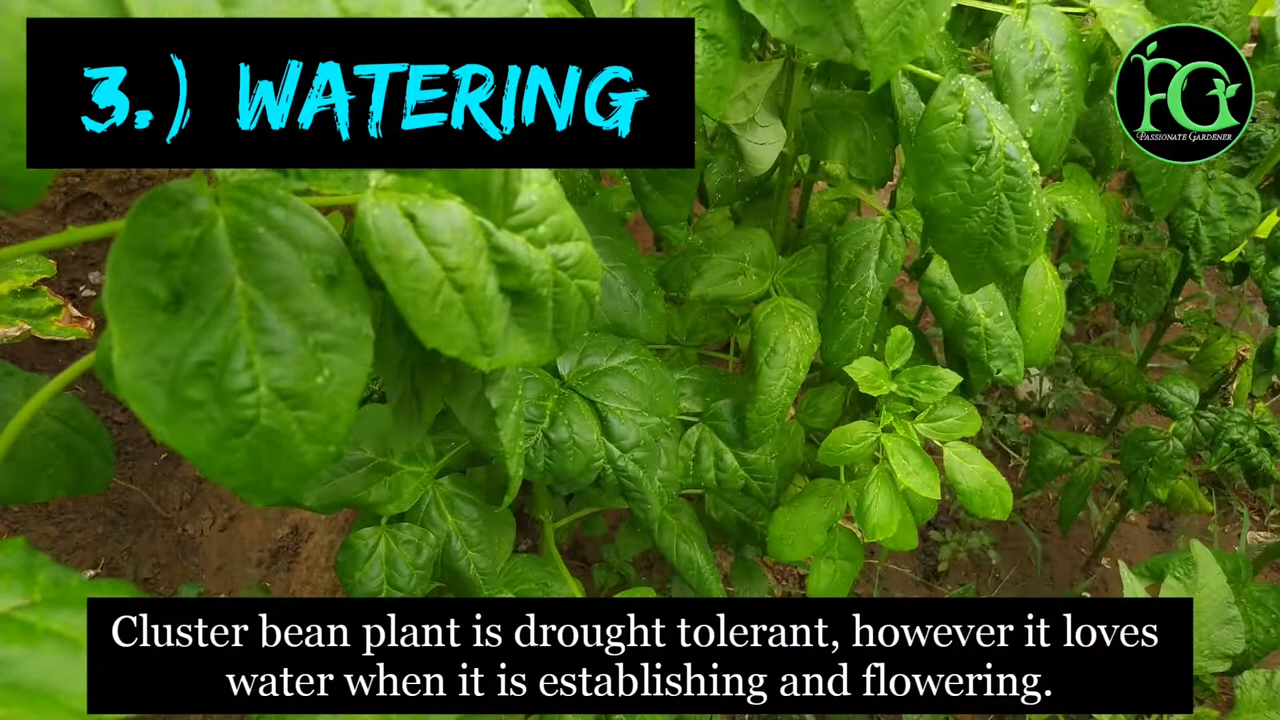 3.) WATERING
FG
PASSIONATE GARDENER
Cluster bean plant is drought tolerant, however it loves
water when it is establishing and flowering.